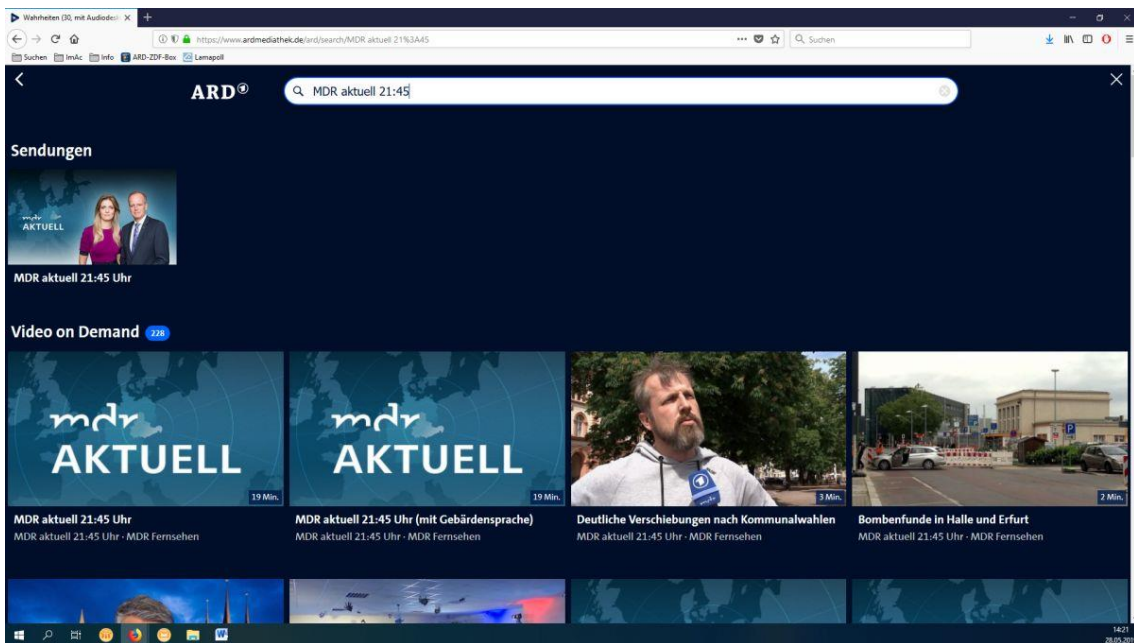 Wahrheiten (30, mit Audiodesk
https://www.ardmediathek.de/ard/search/MDR aktuell 21%3A45
Suchen
Suchen ImAc Info ARD-ZDF-Box Lamapoll
ARD
MDR aktuell 21:45
Sendungen
mdr
AKTUELL
MDR aktuell 21:45 Uhr
Video on Demand 228
mdr
AKTUELL
19 Min.
mdr
AKTUELL
19 Min.
3 Min.
P
2 Min.
MDR aktuell 21:45 Uhr
MDR aktuell 21:45 Uhr · MDR Fernsehen
MDR aktuell 21:45 Uhr (mit Gebärdensprache)
MDR aktuell 21:45 Uhr · MDR Fernsehen
Deutliche Verschiebungen nach Kommunalwahlen
MDR aktuell 21:45 Uhr · MDR Fernsehen
Bombenfunde in Halle und Erfurt
MDR aktuell 21:45 Uhr · MDR Fernsehen
14:21